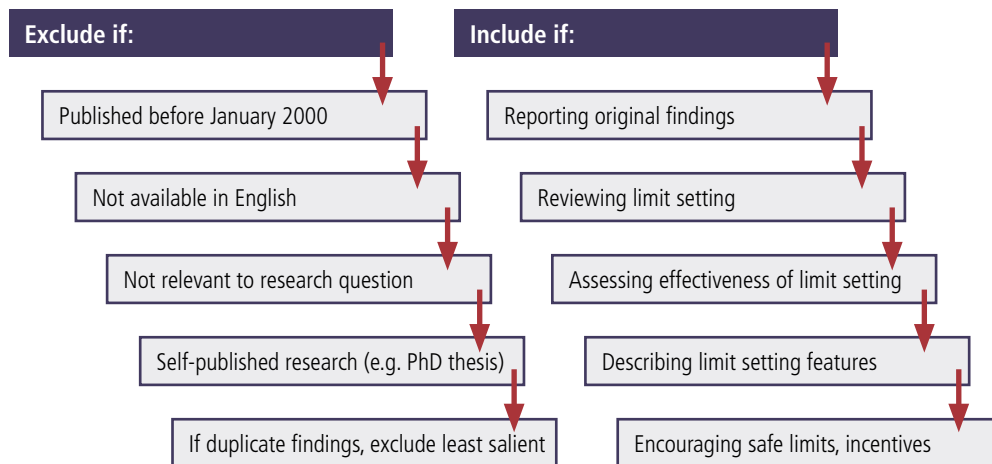 Exclude if:
Published before January 2000
Not available in English
Not relevant to research question
Self-published research (e.g. PhD thesis)
If duplicate findings, exclude least salient
Include if:
Reporting original findings
Reviewing limit setting
Assessing effectiveness of limit setting
Describing limit setting features
Encouraging safe limits, incentives